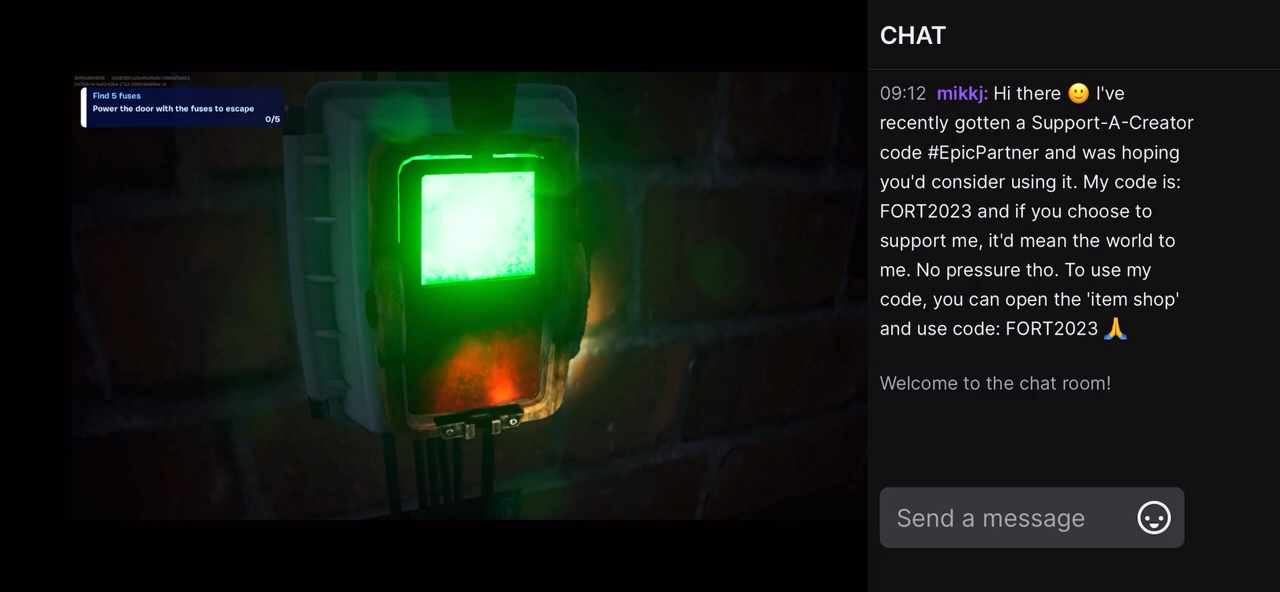 Find 5 fuses
Power the door with the fuses to escape
0/5
CHAT
09:12 mikkj: Hi there 🙂 I've
recently gotten a Support-A-Creator
code #EpicPartner and was hoping
you'd consider using it. My code is:
FORT2023 and if you choose to
support me, it'd mean the world to
me. No pressure tho. To use my
code, you can open the 'item shop'
and use code: FORT2023 🙏
Welcome to the chat room!
Send a message